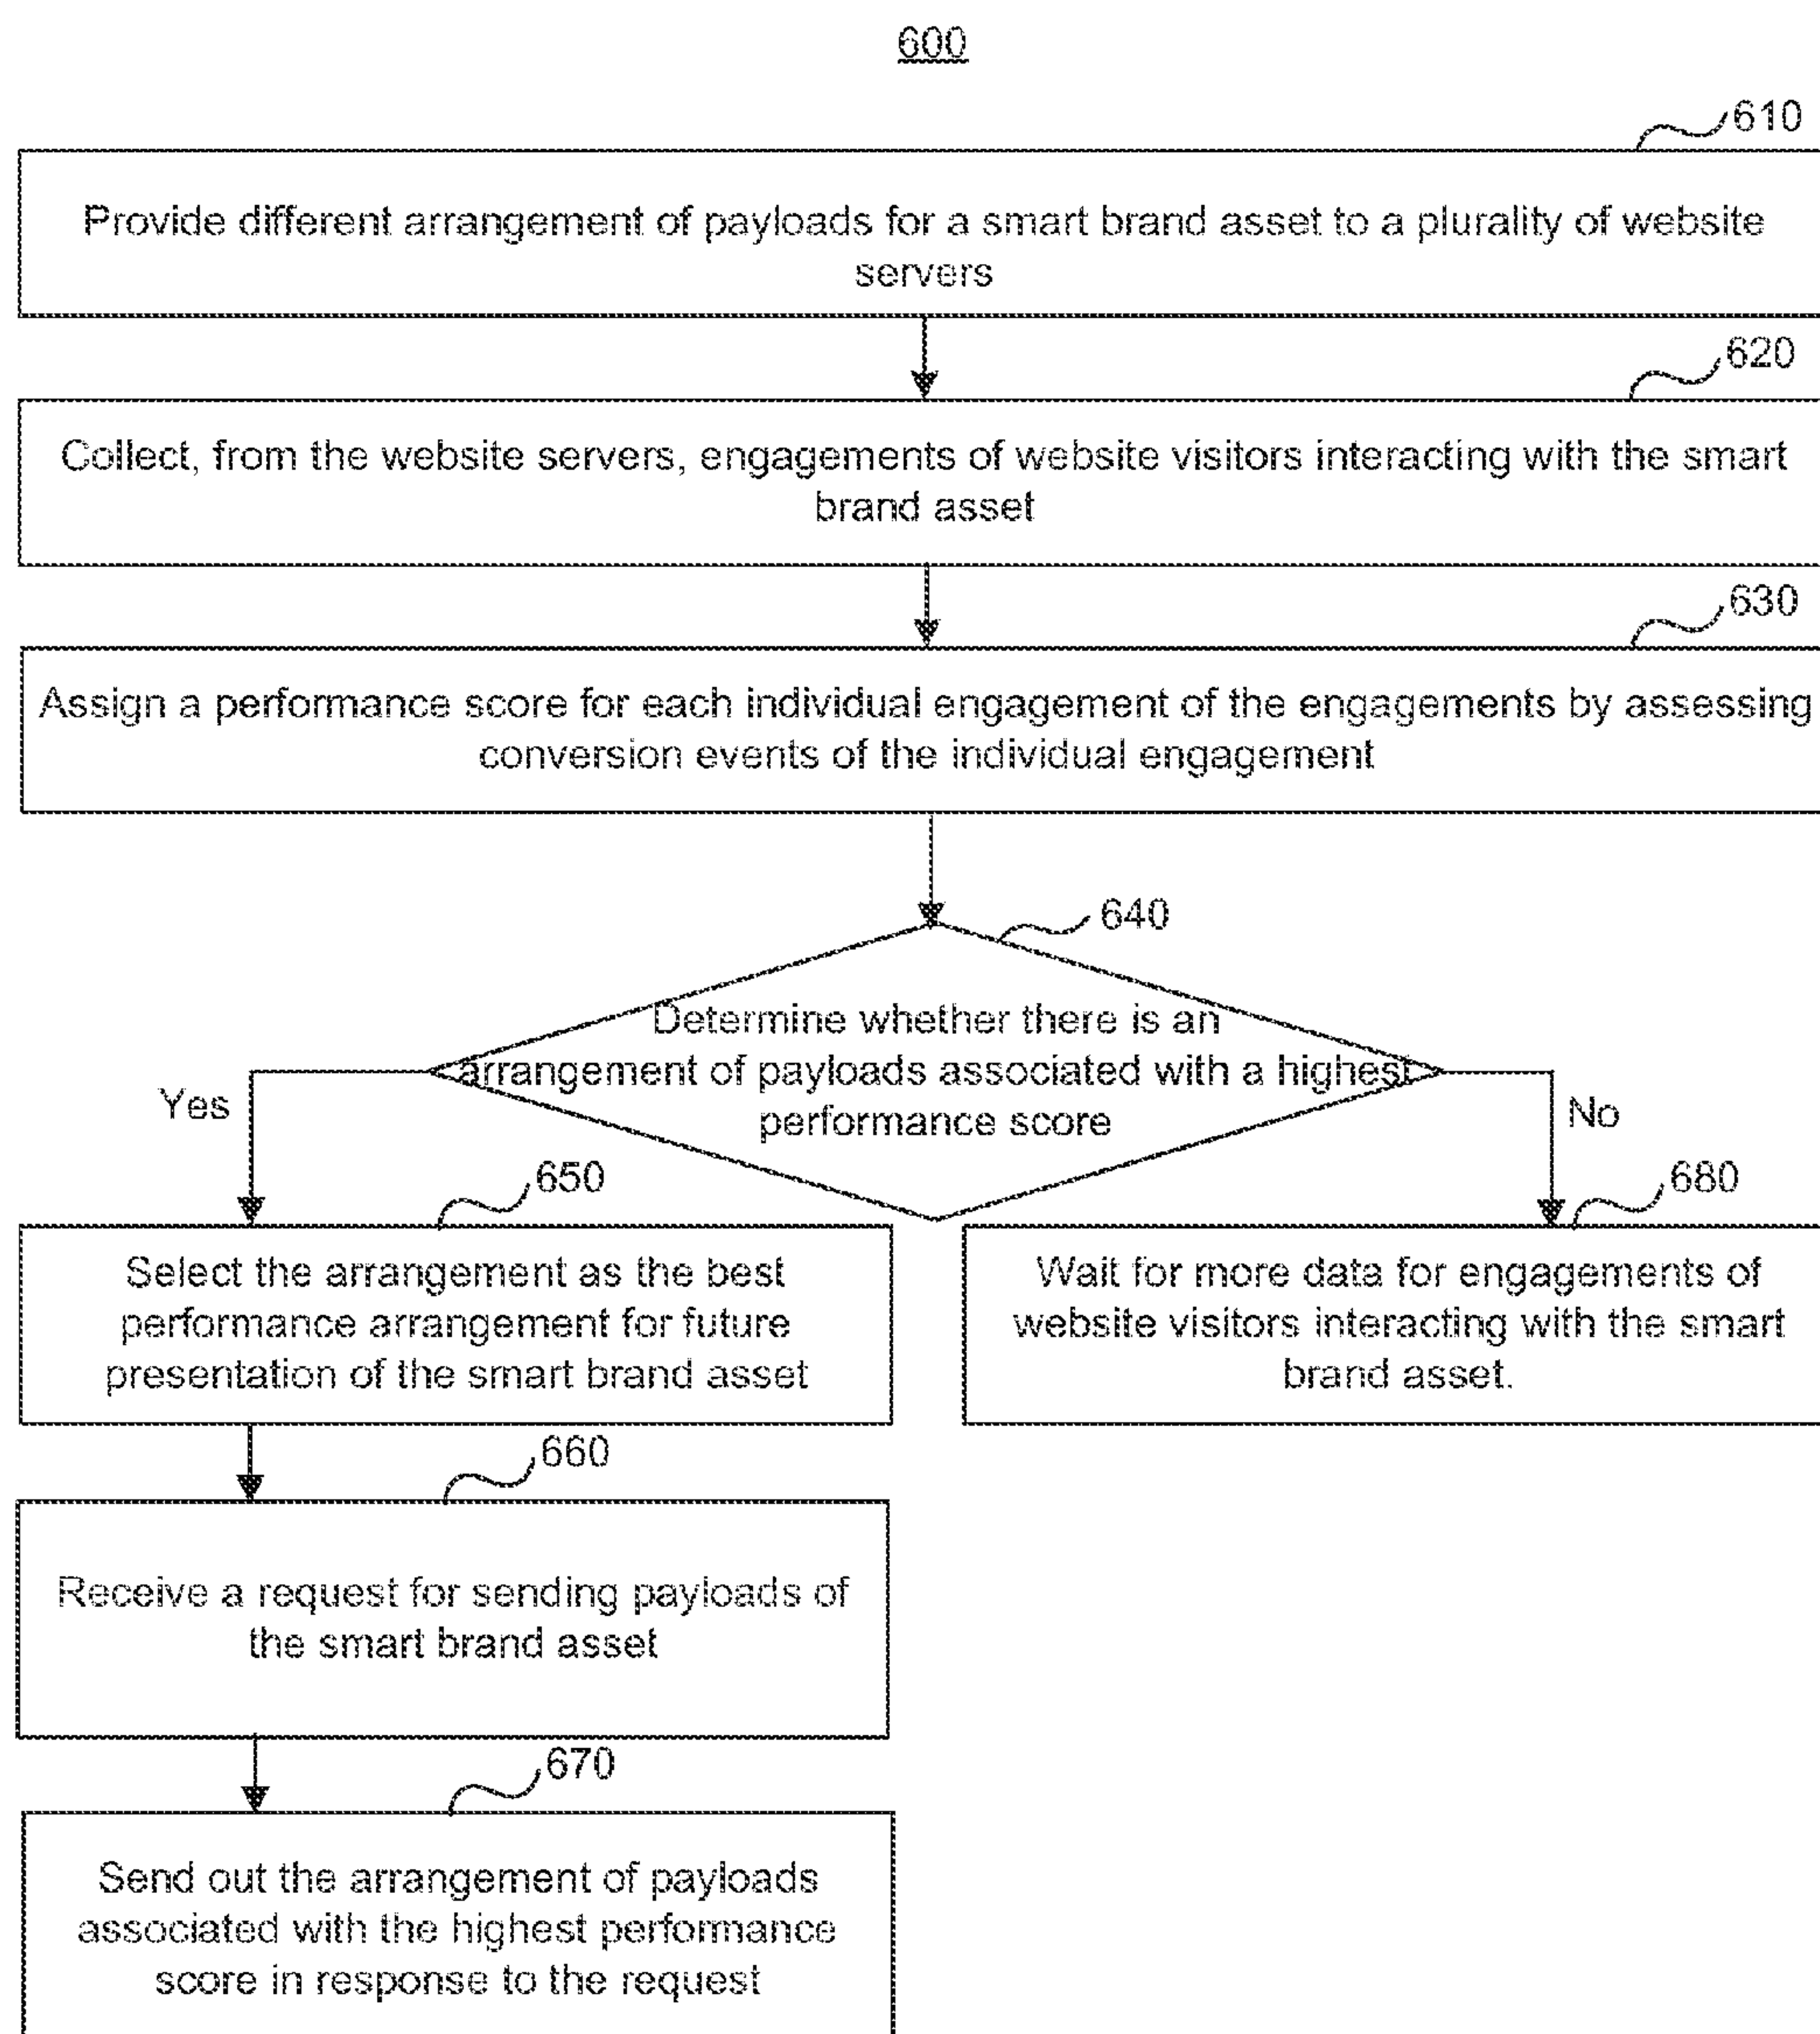 600
610
Provide different arrangement of payloads for a smart brand asset to a plurality of website
servers
620
Collect, from the website servers, engagements of website visitors interacting with the smart
brand asset
630
Assign a performance score for each individual engagement of the engagements by assessing
conversion events of the individual engagement
640
Determine whether there is an
arrangement of payloads associated with a highest
performance score
Yes
No
650
Select the arrangement as the best
performance arrangement for future
presentation of the smart brand asset
680
Wait for more data for engagements of
website visitors interacting with the smart
brand asset.
660
Receive a request for sending payloads of
the smart brand asset
670
Send out the arrangement of payloads
associated with the highest performance
score in response to the request